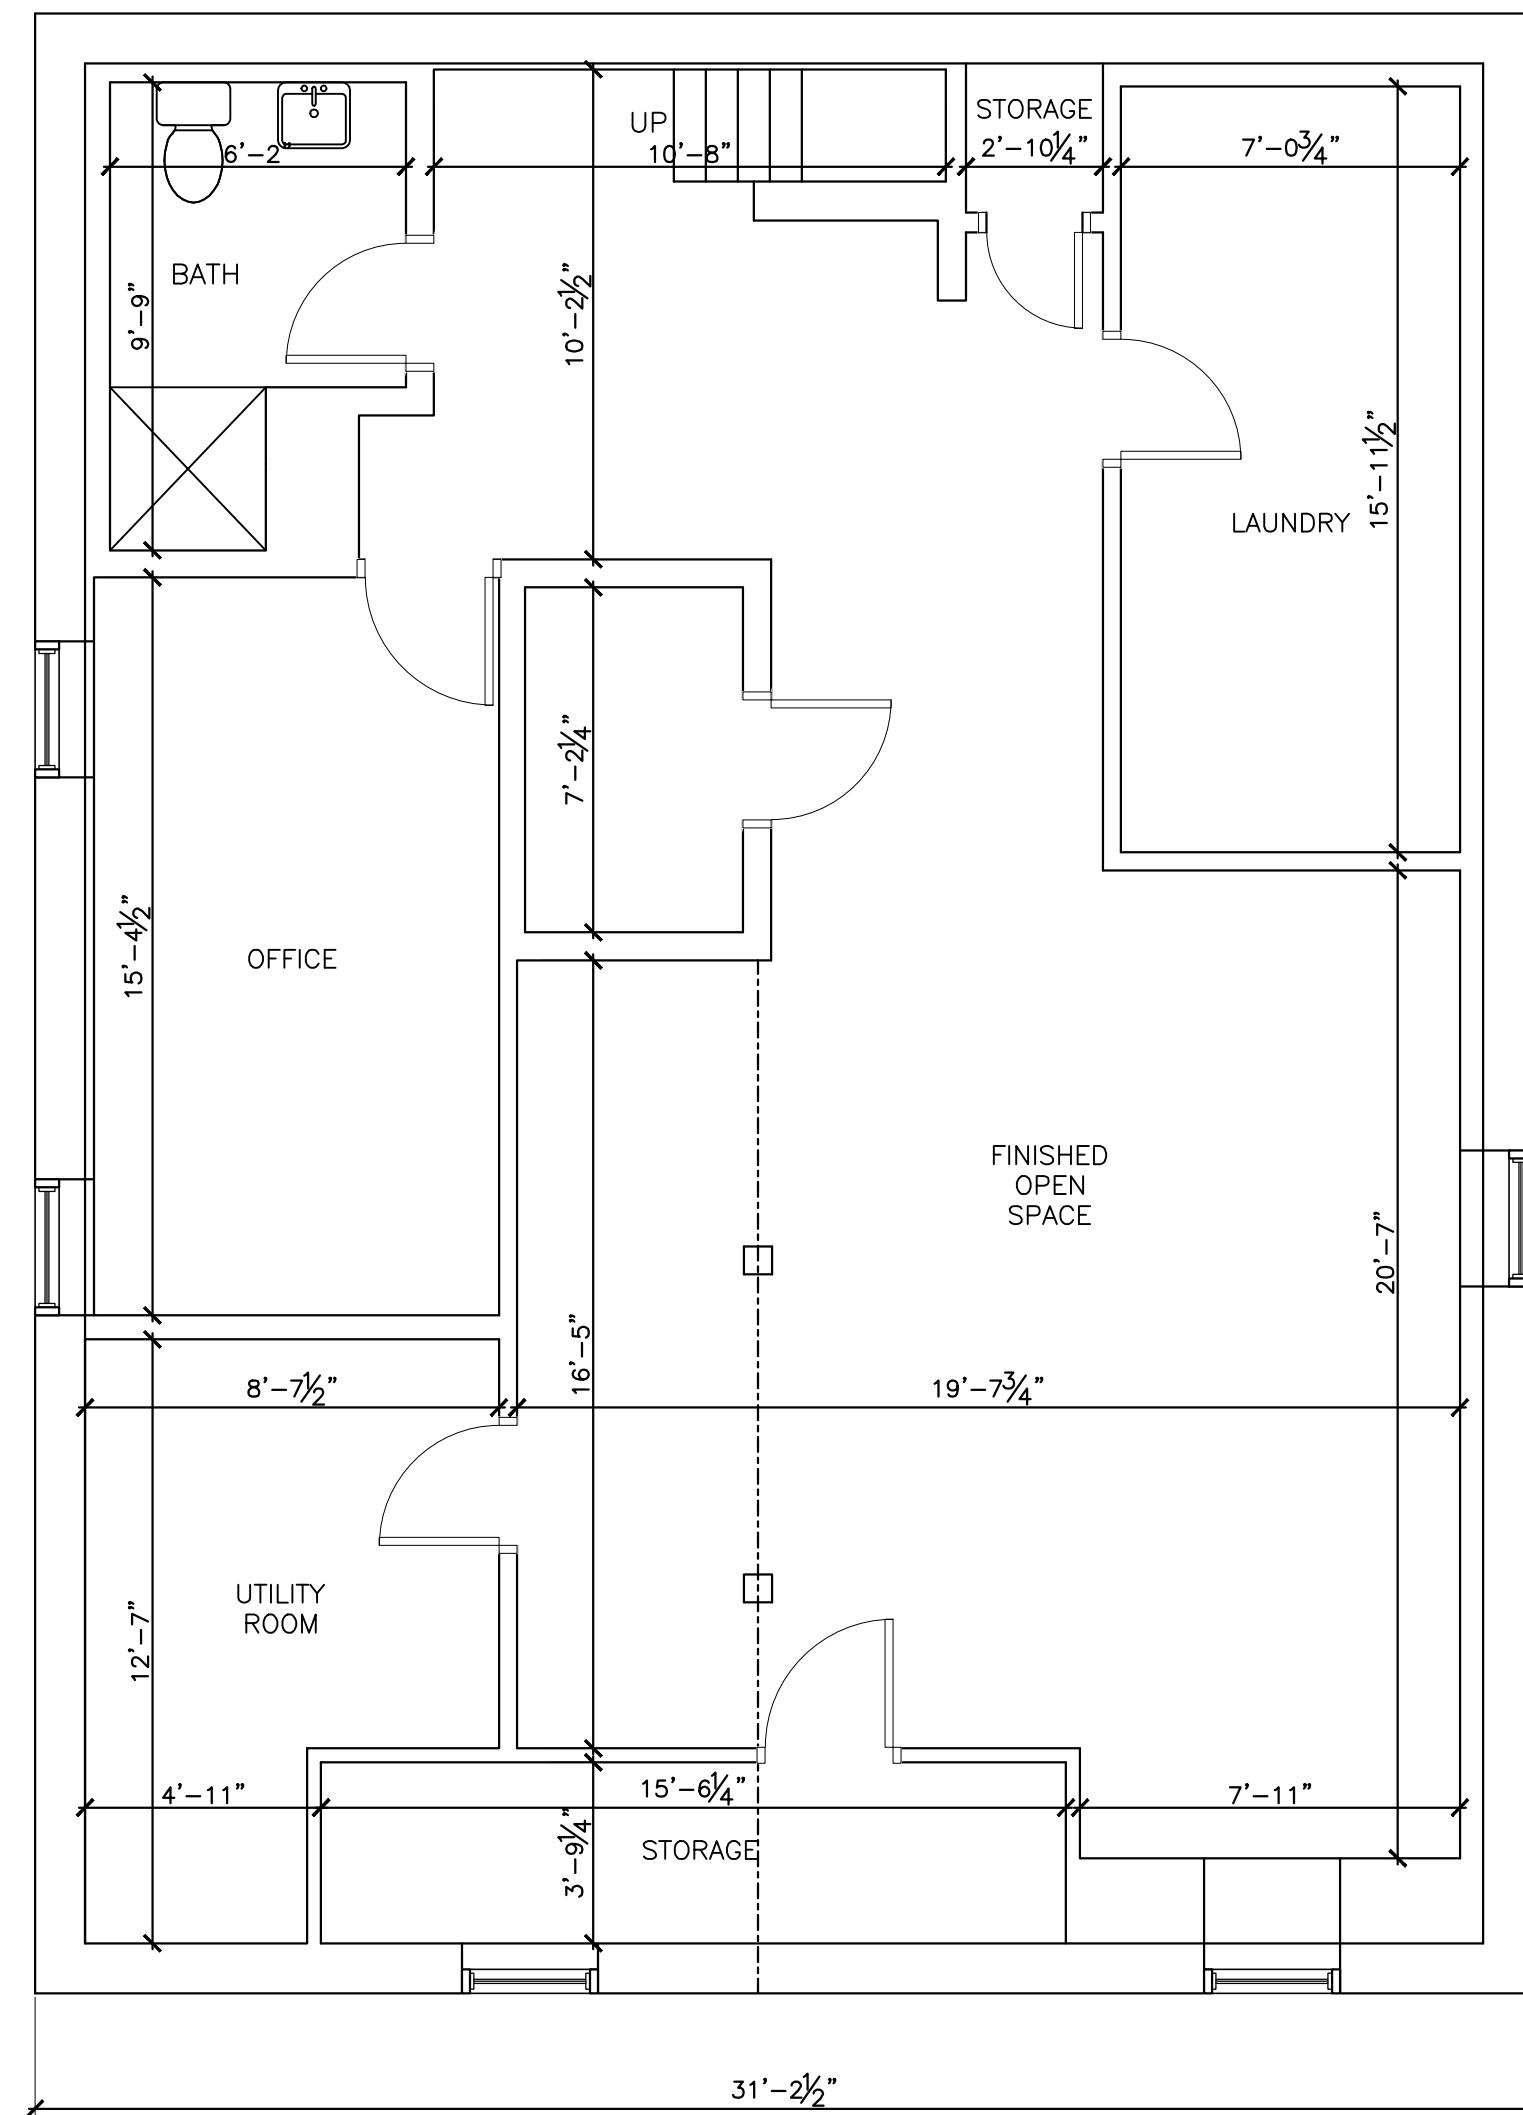 UP
STORAGE
6'-2"
10'-8"
2'-10¼"
7'-0¾"
BATH
9'-9"
10'-2½"
15'-11½"
LAUNDRY
7'-2¼"
15'-4½"
OFFICE
FINISHED
OPEN
SPACE
20'-7"
16'-5"
8'-7½"
19'-7¾"
UTILITY
ROOM
12'-7"
4'-11"
15'-6¼"
7'-11"
3'-9¼"
STORAGE
31'-2½"